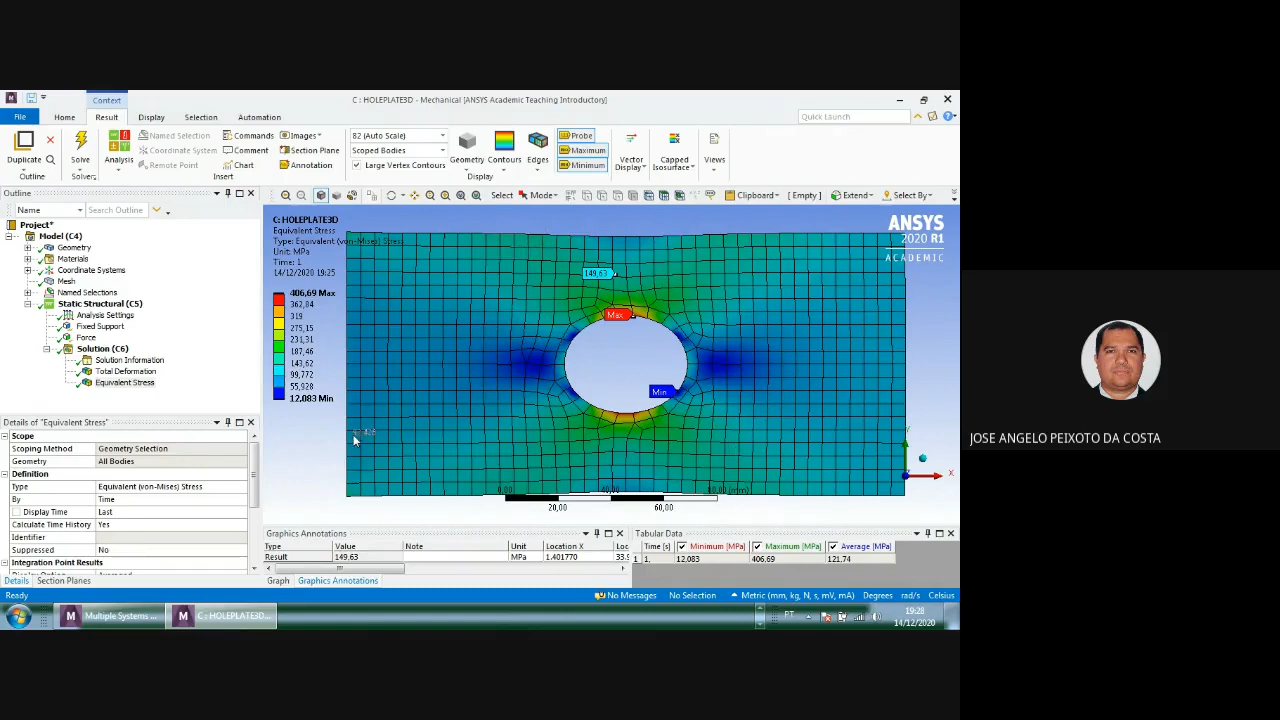 Context
C : HOLEPLATE3D - Mechanical [ANSYS Academic Teaching Introductory]
File Home Result Display Selection Automation Quick Launch
Duplicate Outline
Solve Solver
Analysis
Named Selection Commands Images
Coordinate System Comment Section Plane
Remote Point Chart Annotation
Insert
82 (Auto Scale)
Scoped Bodies
Large Vertex Contours
Geometry Contours Edges
Display
Probe
Maximum
Minimum
Vector Display
Capped Isosurface
Views
Outline
Select Mode Clipboard [ Empty ] Extend Select By
Name Search Outline
Project*
Model (C4)
Geometry
Materials
Coordinate Systems
Mesh
Named Selections
Static Structural (C5)
Analysis Settings
Fixed Support
Force
Solution (C6)
Solution Information
Total Deformation
Equivalent Stress
C: HOLEPLATE3D
Equivalent Stress
Type: Equivalent (von-Mises) Stress
Unit: MPa
Time: 1
14/12/2020 19:25
406,69 Max
362,84
319
275,15
231,31
187,46
143,62
99,772
55,928
12,083 Min
ANSYS
2020 R1
ACADEMIC
149,63
Max
Min
0,00 40,00 80,00 (mm)
20,00 60,00
Y
X
JOSE ANGELO PEIXOTO DA COSTA
Details of "Equivalent Stress"
Scope
Scoping Method Geometry Selection
Geometry All Bodies
Definition
Type Equivalent (von-Mises) Stress
By Time
Display Time Last
Calculate Time History Yes
Identifier
Suppressed No
Integration Point Results
Details Section Planes
Graphics Annotations
Type Value Note Unit Location X
Result 149,63 MPa 1.401770
Graph Graphics Annotations
Tabular Data
Time [s] Minimum [MPa] Maximum [MPa] Average [MPa]
1 1, 12,083 406,69 121,74
Ready No Messages No Selection Metric (mm, kg, N, s, mV, mA) Degrees rad/s Celsius
Multiple Systems ... C : HOLEPLATE3D ...
PT
19:28
14/12/2020